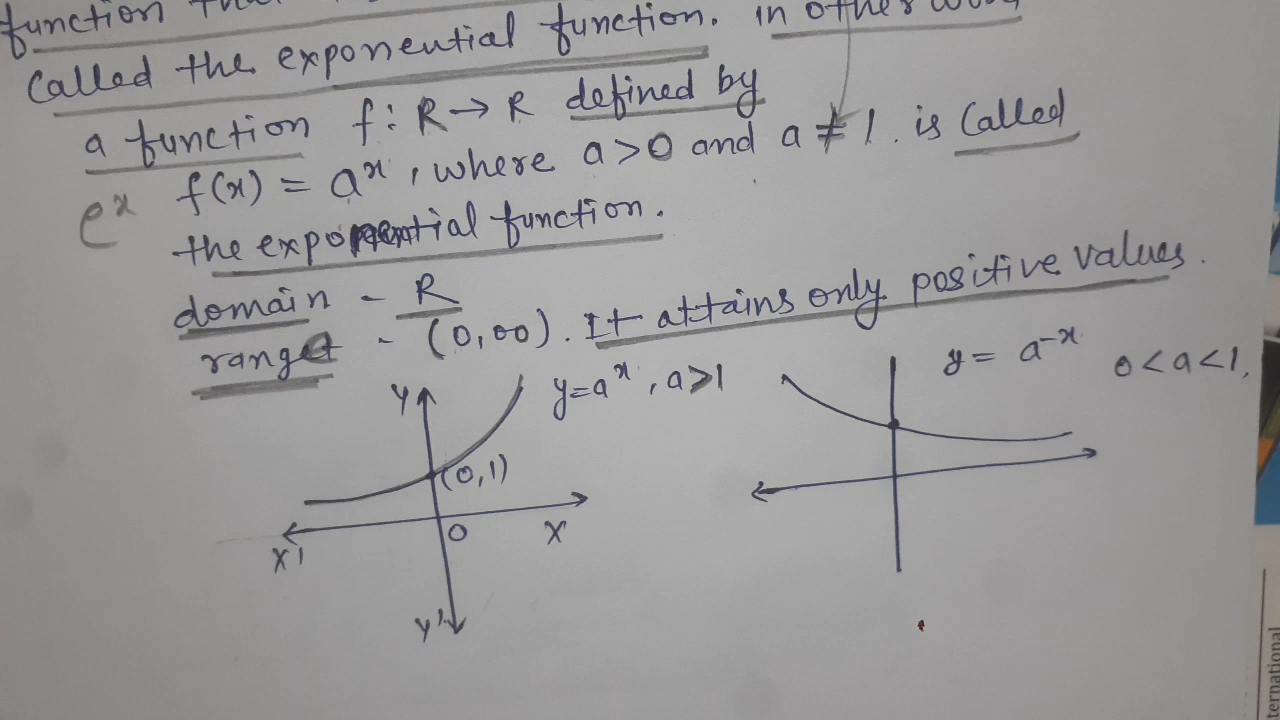 function
called the exponential function. in other
a function f: R → R defined by
f(x) = aˣ, where a > 0 and a ≠ 1. is called
eˣ
the exponential function.
domain - R
range - (0, ∞). It attains only positive values.
y = a⁻ˣ 0 < a < 1,
Y y = aˣ, a > 1
(0, 1)
O X
X'
Y'
ternational